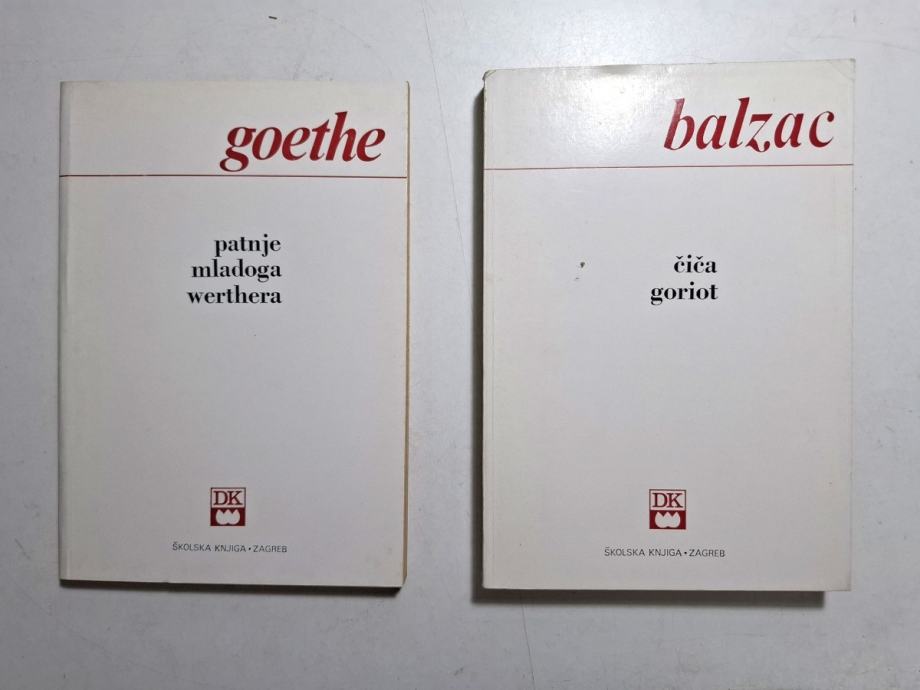 goethe
patnje
mladoga
werthera
DK
ŠKOLSKA KNJIGA • ZAGREB
balzac
čiča
goriot
DK
ŠKOLSKA KNJIGA • ZAGREB